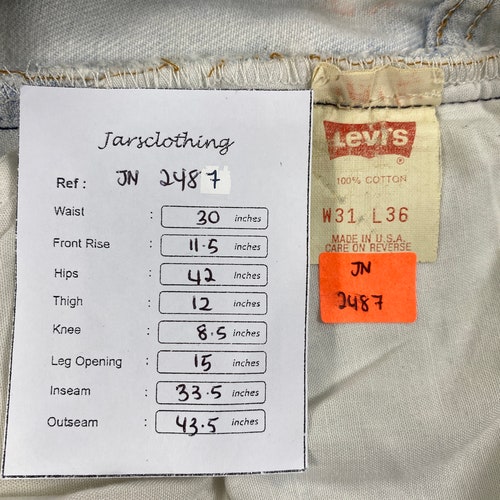 Jarsclothing
Ref : JN 2487
Waist : 30 inches
Front Rise : 11.5 inches
Hips : 42 inches
Thigh : 12 inches
Knee : 8.5 inches
Leg Opening : 15 inches
Inseam : 33.5 inches
Outseam : 43.5 inches
Levi's
®
100% COTTON
W31 L36
MADE IN U.S.A.
CARE ON REVERSE
JN
2487